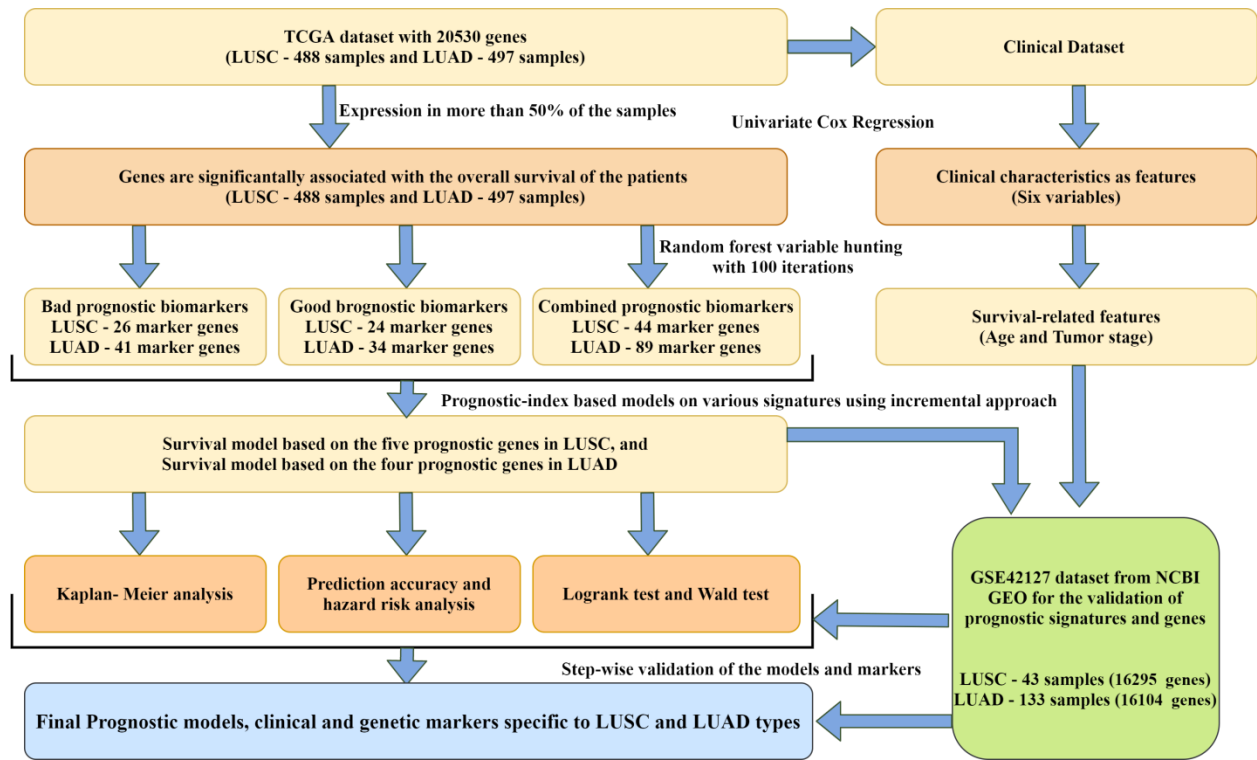 TCGA dataset with 20530 genes
(LUSC - 488 samples and LUAD - 497 samples)
Clinical Dataset
Expression in more than 50% of the samples
Univariate Cox Regression
Genes are significantally associated with the overall survival of the patients
(LUSC - 488 samples and LUAD - 497 samples)
Clinical characteristics as features
(Six variables)
Random forest variable hunting
with 100 iterations
Bad prognostic biomarkers
LUSC - 26 marker genes
LUAD - 41 marker genes
Good brognostic biomarkers
LUSC - 24 marker genes
LUAD - 34 marker genes
Combined prognostic biomarkers
LUSC - 44 marker genes
LUAD - 89 marker genes
Survival-related features
(Age and Tumor stage)
Prognostic-index based models on various signatures using incremental approach
Survival model based on the five prognostic genes in LUSC, and
Survival model based on the four prognostic genes in LUAD
Kaplan- Meier analysis
Prediction accuracy and
hazard risk analysis
Logrank test and Wald test
GSE42127 dataset from NCBI
GEO for the validation of
prognostic signatures and genes
LUSC - 43 samples (16295 genes)
LUAD - 133 samples (16104 genes)
Step-wise validation of the models and markers
Final Prognostic models, clinical and genetic markers specific to LUSC and LUAD types